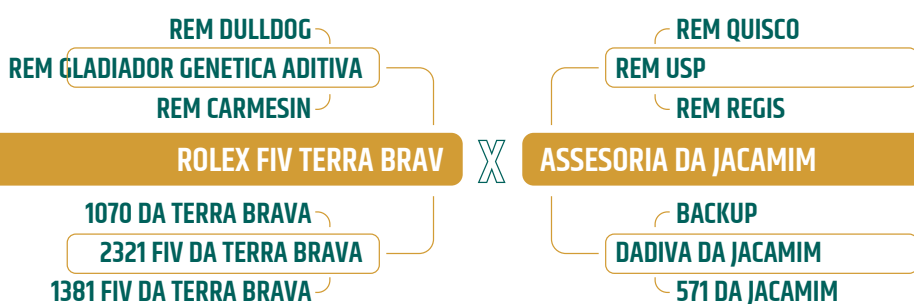 REM DULLDOG
REM GLADIADOR GENETICA ADITIVA
REM CARMESIN
ROLEX FIV TERRA BRAV
1070 DA TERRA BRAVA
2321 FIV DA TERRA BRAVA
1381 FIV DA TERRA BRAVA
X
REM QUISCO
REM USP
REM REGIS
ASSESORIA DA JACAMIM
BACKUP
DADIVA DA JACAMIM
571 DA JACAMIM